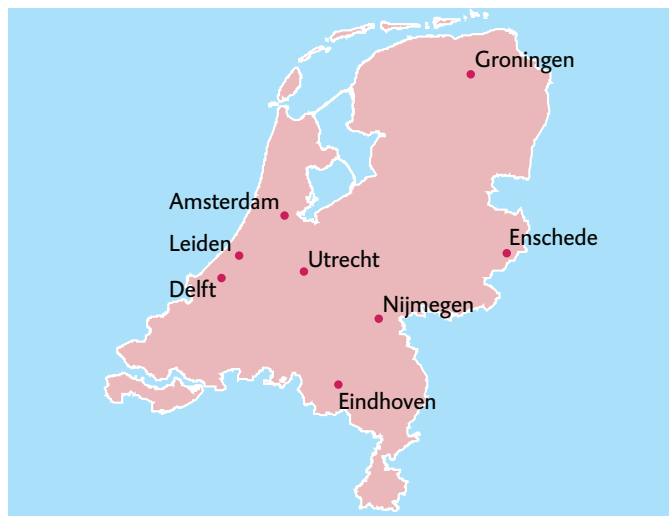 Groningen
Amsterdam
Leiden
Enschede
Utrecht
Delft
Nijmegen
Eindhoven